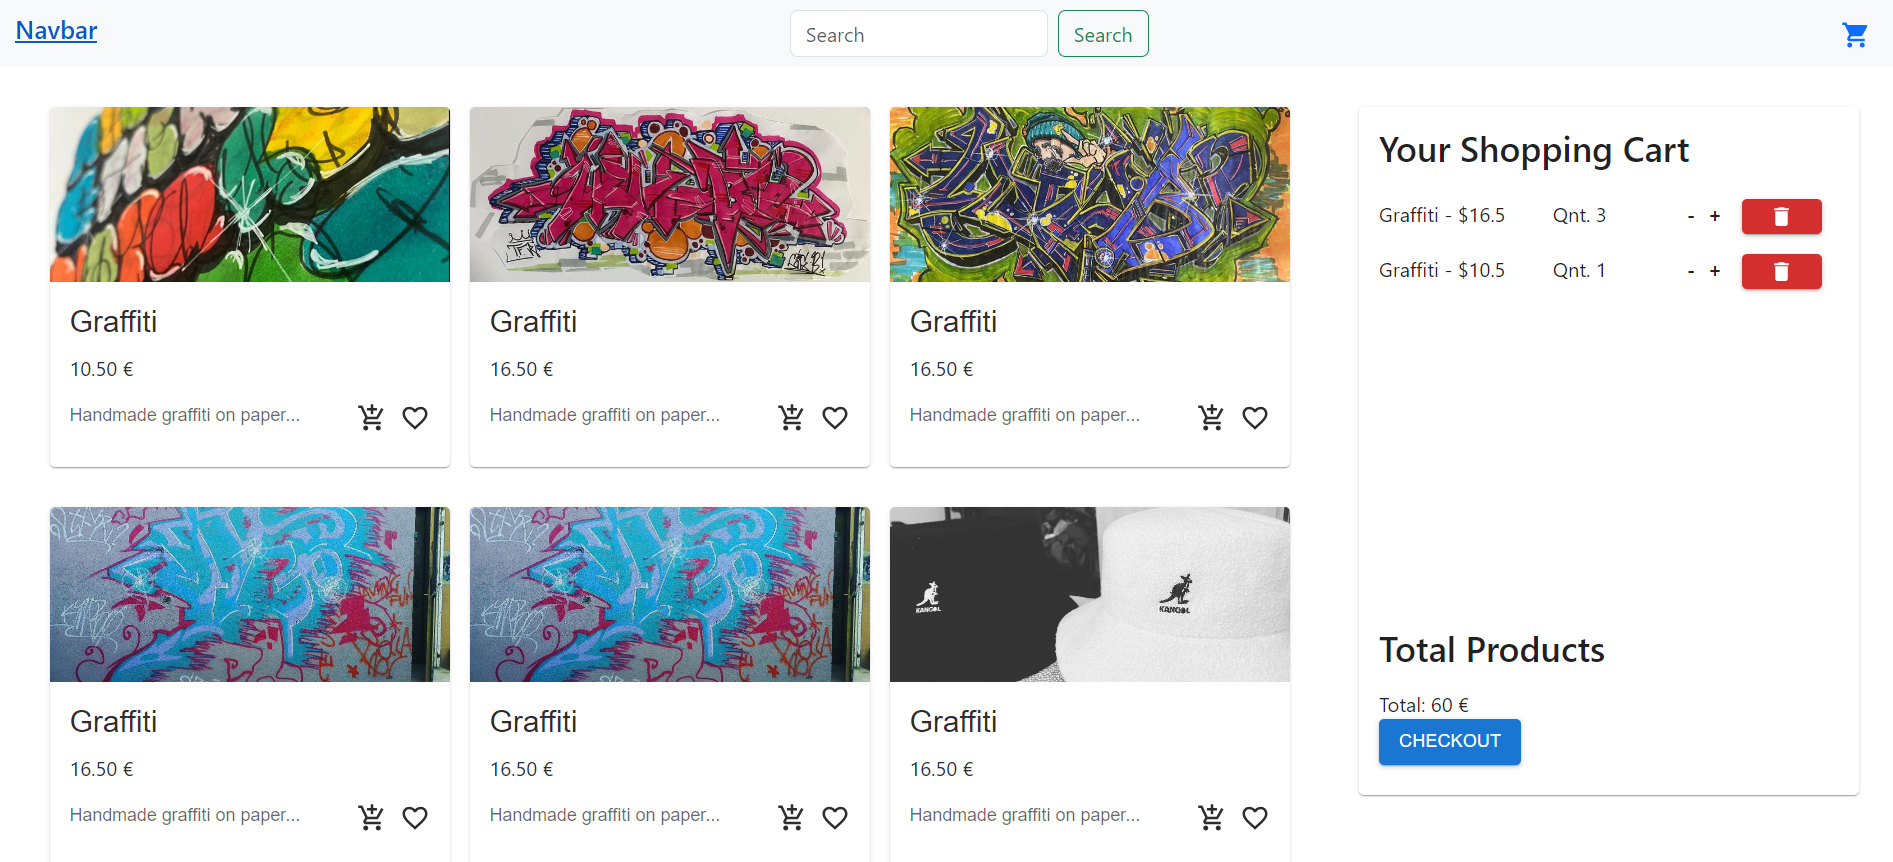 Navbar
Search
Search
Graffiti
10.50 €
Handmade graffiti on paper...
Graffiti
16.50 €
Handmade graffiti on paper...
Graffiti
16.50 €
Handmade graffiti on paper...
Graffiti
16.50 €
Handmade graffiti on paper...
Graffiti
16.50 €
Handmade graffiti on paper...
KANGOL
KANGOL
Graffiti
16.50 €
Handmade graffiti on paper...
Your Shopping Cart
Graffiti - $16.5 Qnt. 3 - +
Graffiti - $10.5 Qnt. 1 - +
Total Products
Total: 60 €
CHECKOUT